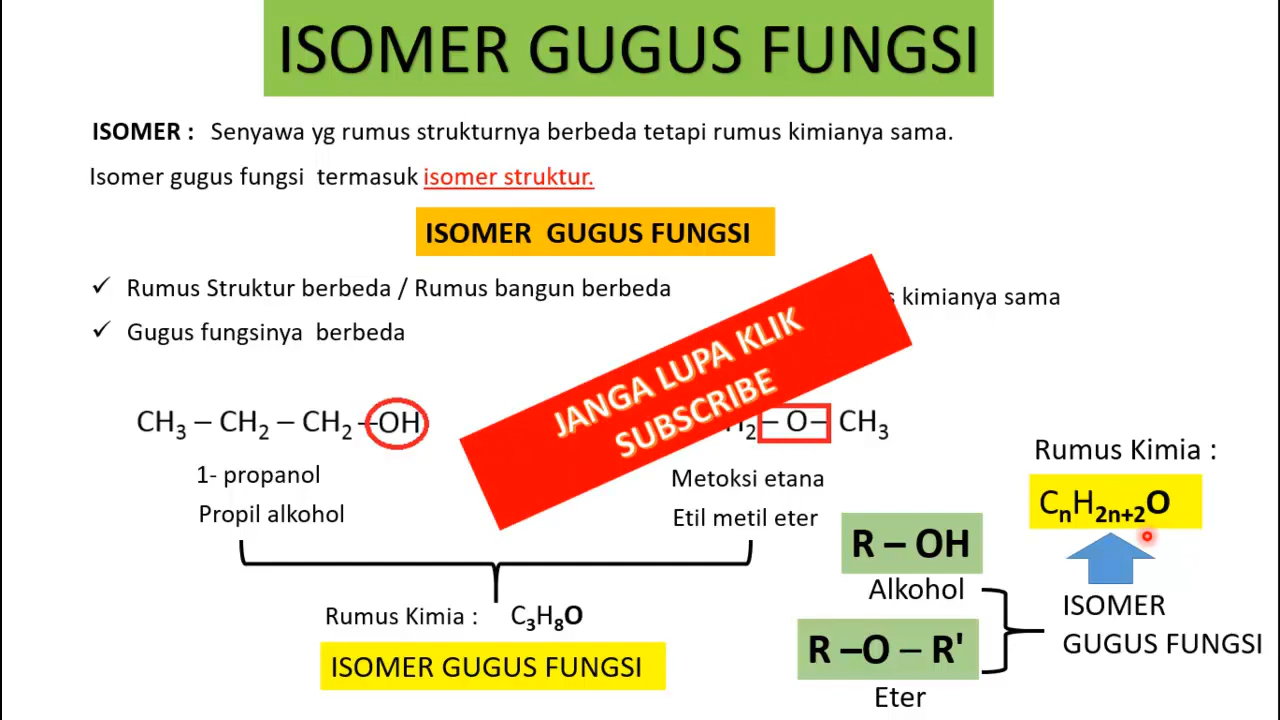 ISOMER GUGUS FUNGSI
ISOMER : Senyawa yg rumus strukturnya berbeda tetapi rumus kimianya sama.
Isomer gugus fungsi termasuk isomer struktur.
ISOMER GUGUS FUNGSI
✓ Rumus Struktur berbeda / Rumus bangun berbeda
kimianya sama
✓ Gugus fungsinya berbeda
JANGA LUPA KLIK
SUBSCRIBE
CH₃ – CH₂ – CH₂ –OH
– O – CH₃
1- propanol
Metoksi etana
Propil alkohol
Etil metil eter
Rumus Kimia :
CₙH₂ₙ₊₂O
R – OH
Alkohol
Rumus Kimia : C₃H₈O
ISOMER GUGUS FUNGSI
R –O – R'
Eter
ISOMER
GUGUS FUNGSI